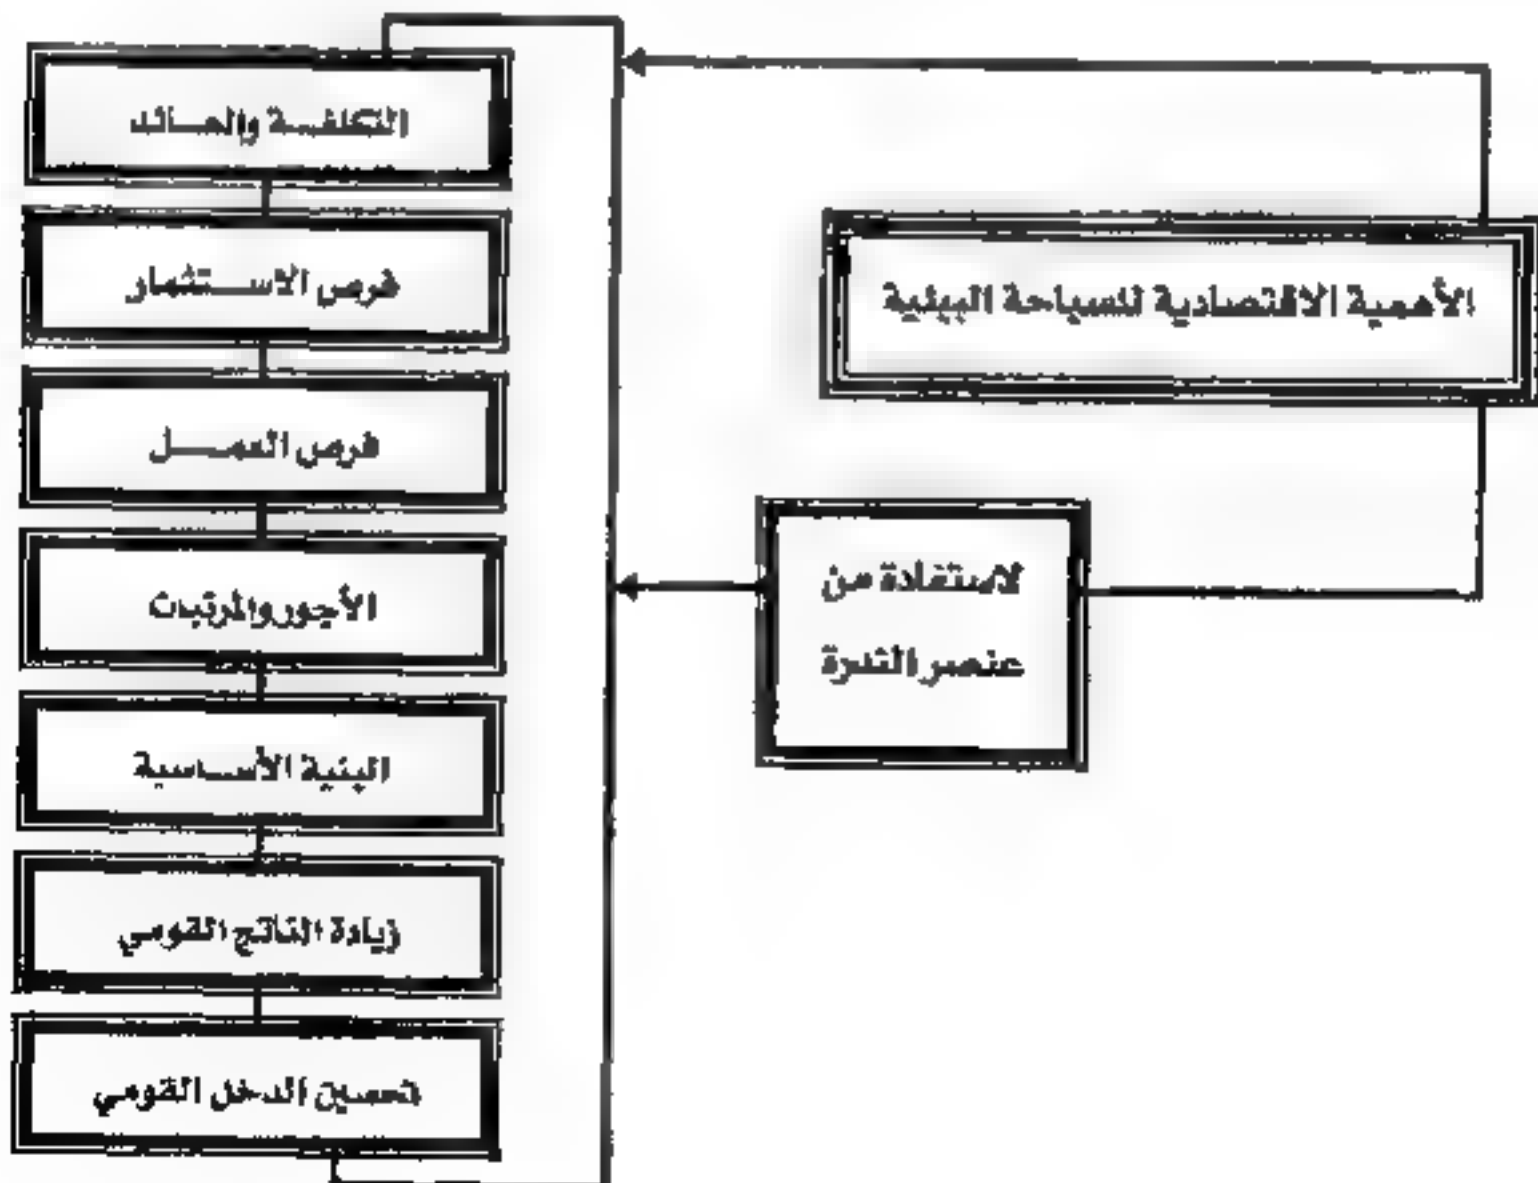 الأهمية الاقتصادية للسياحة البيئية
لاستفادة من
عنصر الندرة
التكلفة والعائد
فرص الاستثمار
فرص العمل
الأجور والمرتبات
البنية الأساسية
زيادة الناتج القومي
تحسين الدخل القومي